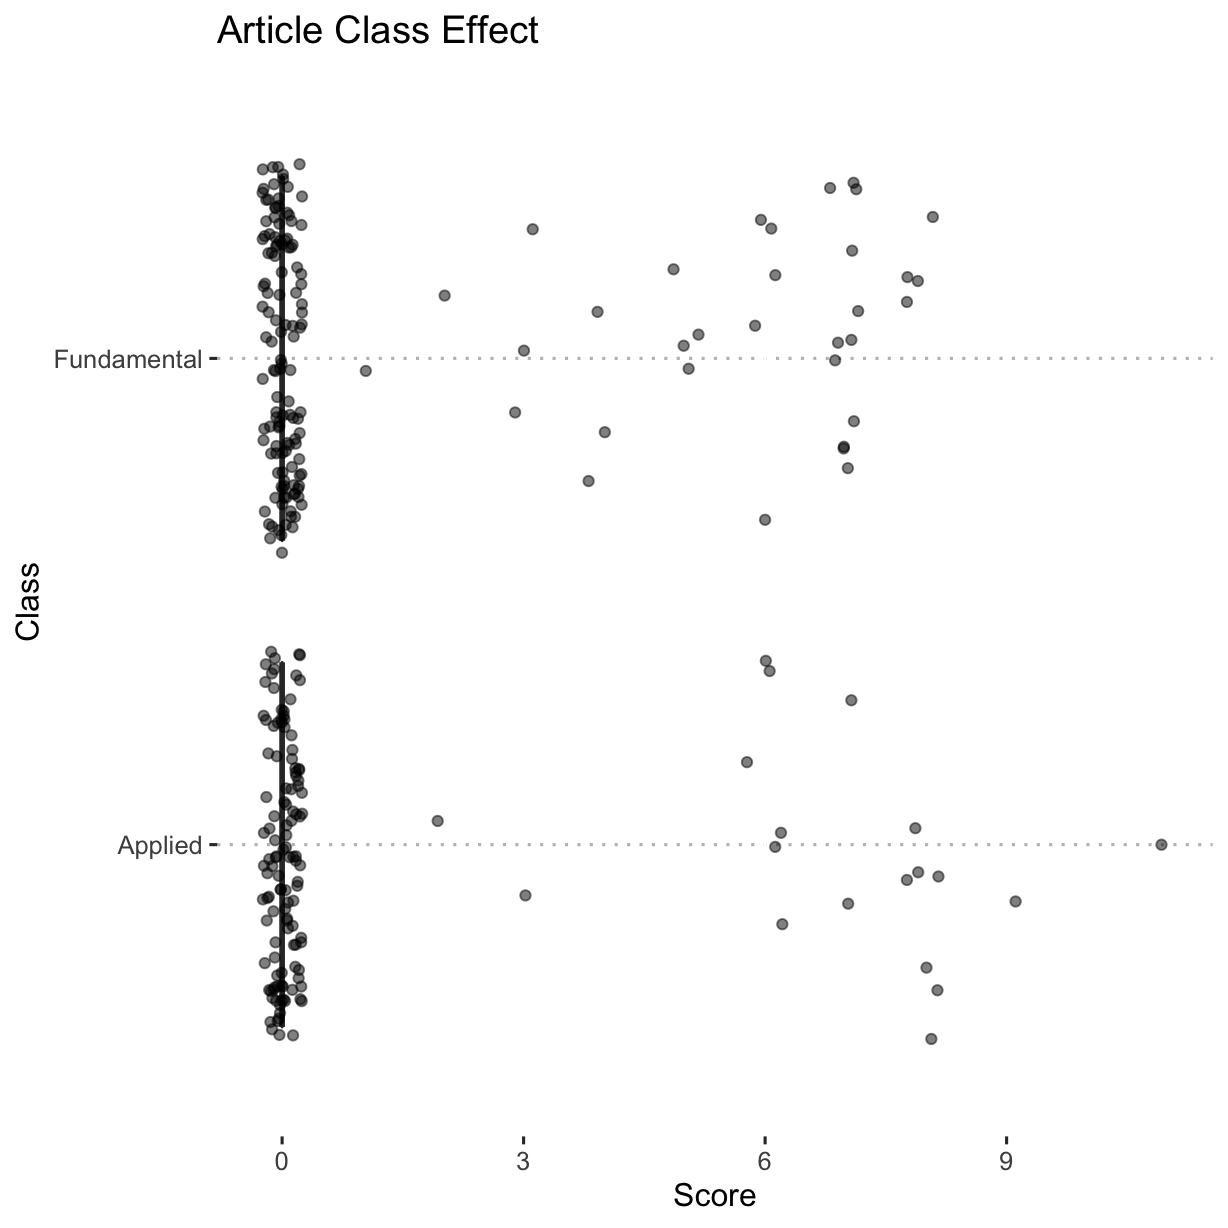 Article Class Effect
Fundamental
Class
Applied
0 3 6 9
Score